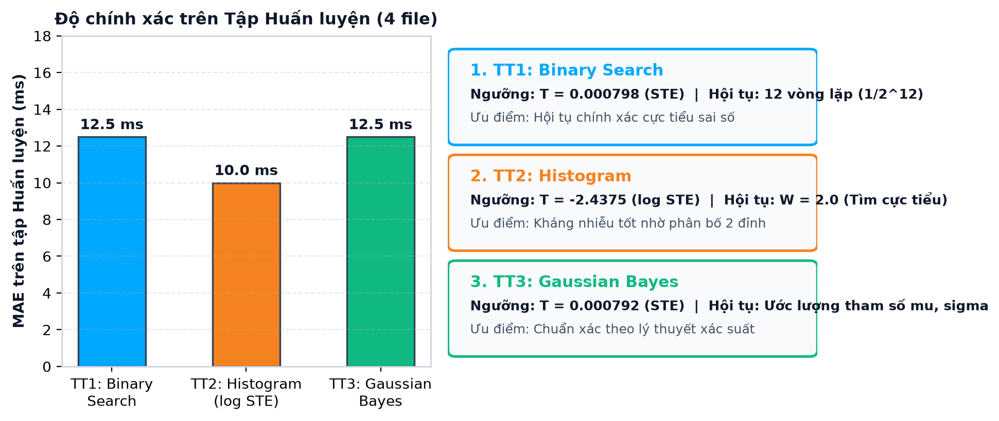 Độ chính xác trên Tập Huấn luyện (4 file)
MAE trên tập Huấn luyện (ms)
18
16
14
12
10
8
6
4
2
0
12.5 ms
10.0 ms
12.5 ms
TT1: Binary
Search
TT2: Histogram
(log STE)
TT3: Gaussian
Bayes
1. TT1: Binary Search
Ngưỡng: T = 0.000798 (STE) | Hội tụ: 12 vòng lặp (1/2^12)
Ưu điểm: Hội tụ chính xác cực tiểu sai số
2. TT2: Histogram
Ngưỡng: T = -2.4375 (log STE) | Hội tụ: W = 2.0 (Tìm cực tiểu)
Ưu điểm: Kháng nhiễu tốt nhờ phân bố 2 đỉnh
3. TT3: Gaussian Bayes
Ngưỡng: T = 0.000792 (STE) | Hội tụ: Ước lượng tham số mu, sigma
Ưu điểm: Chuẩn xác theo lý thuyết xác suất